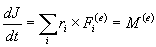 dJ/dt = ∑_i r_i × F_i^(e) = M^(e)